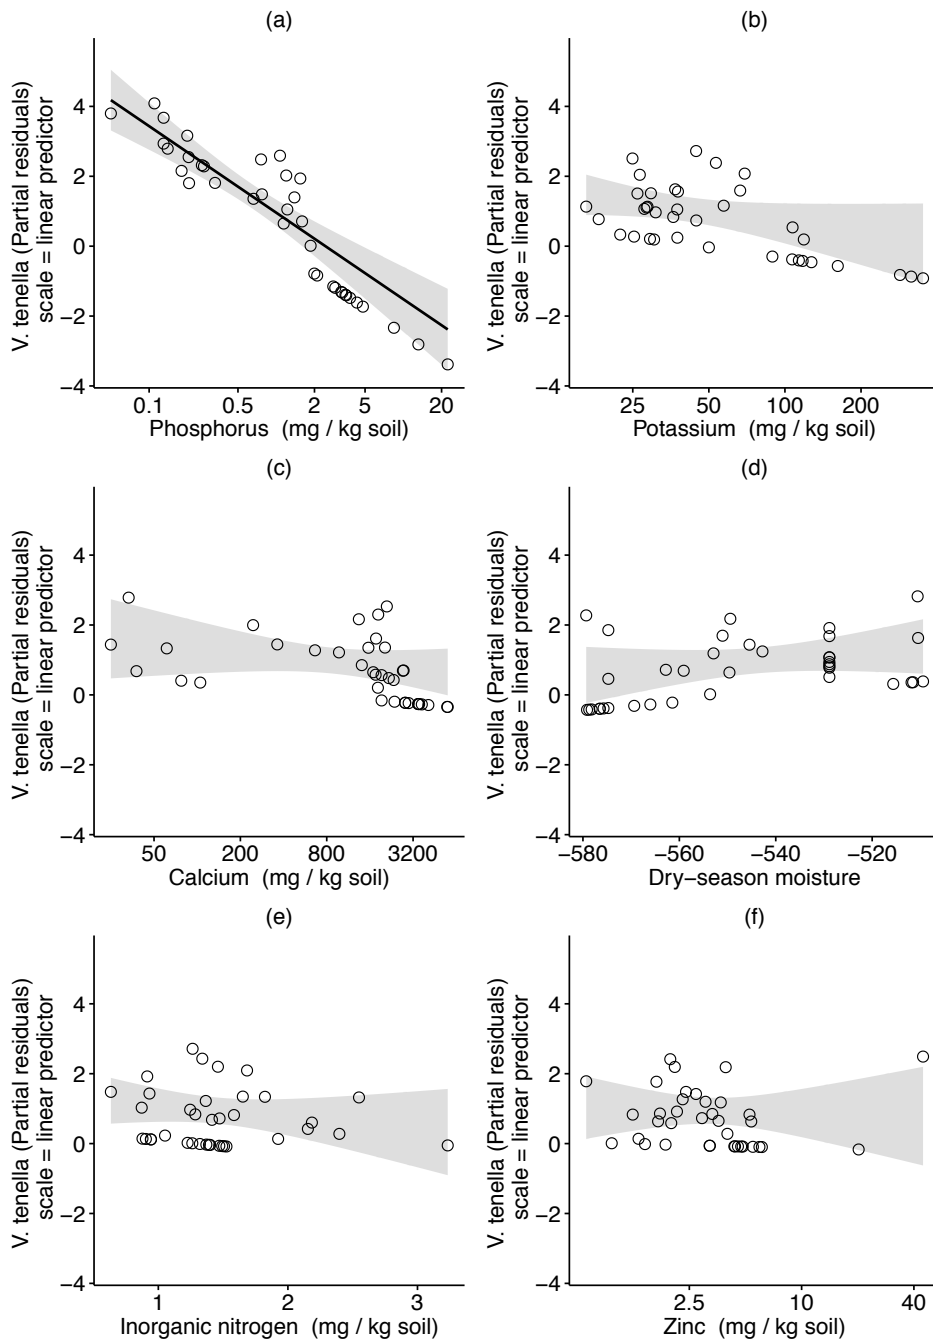 (a)
V. tenella (Partial residuals)
scale = linear predictor
4
2
0
−2
−4
0.1 0.5 2 5 20
Phosphorus (mg / kg soil)
(b)
V. tenella (Partial residuals)
scale = linear predictor
4
2
0
−2
−4
25 50 100 200
Potassium (mg / kg soil)
(c)
V. tenella (Partial residuals)
scale = linear predictor
4
2
0
−2
−4
50 200 800 3200
Calcium (mg / kg soil)
(d)
V. tenella (Partial residuals)
scale = linear predictor
4
2
0
−2
−4
−580 −560 −540 −520
Dry−season moisture
(e)
V. tenella (Partial residuals)
scale = linear predictor
4
2
0
−2
−4
1 2 3
Inorganic nitrogen (mg / kg soil)
(f)
V. tenella (Partial residuals)
scale = linear predictor
4
2
0
−2
−4
2.5 10 40
Zinc (mg / kg soil)